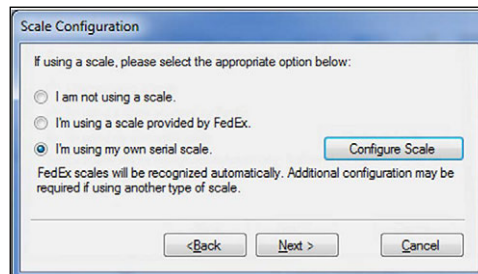 Scale Configuration
If using a scale, please select the appropriate option below:
I am not using a scale.
I'm using a scale provided by FedEx.
I'm using my own serial scale.
Configure Scale
FedEx scales will be recognized automatically. Additional configuration may be
required if using another type of scale.
<Back
Next >
Cancel